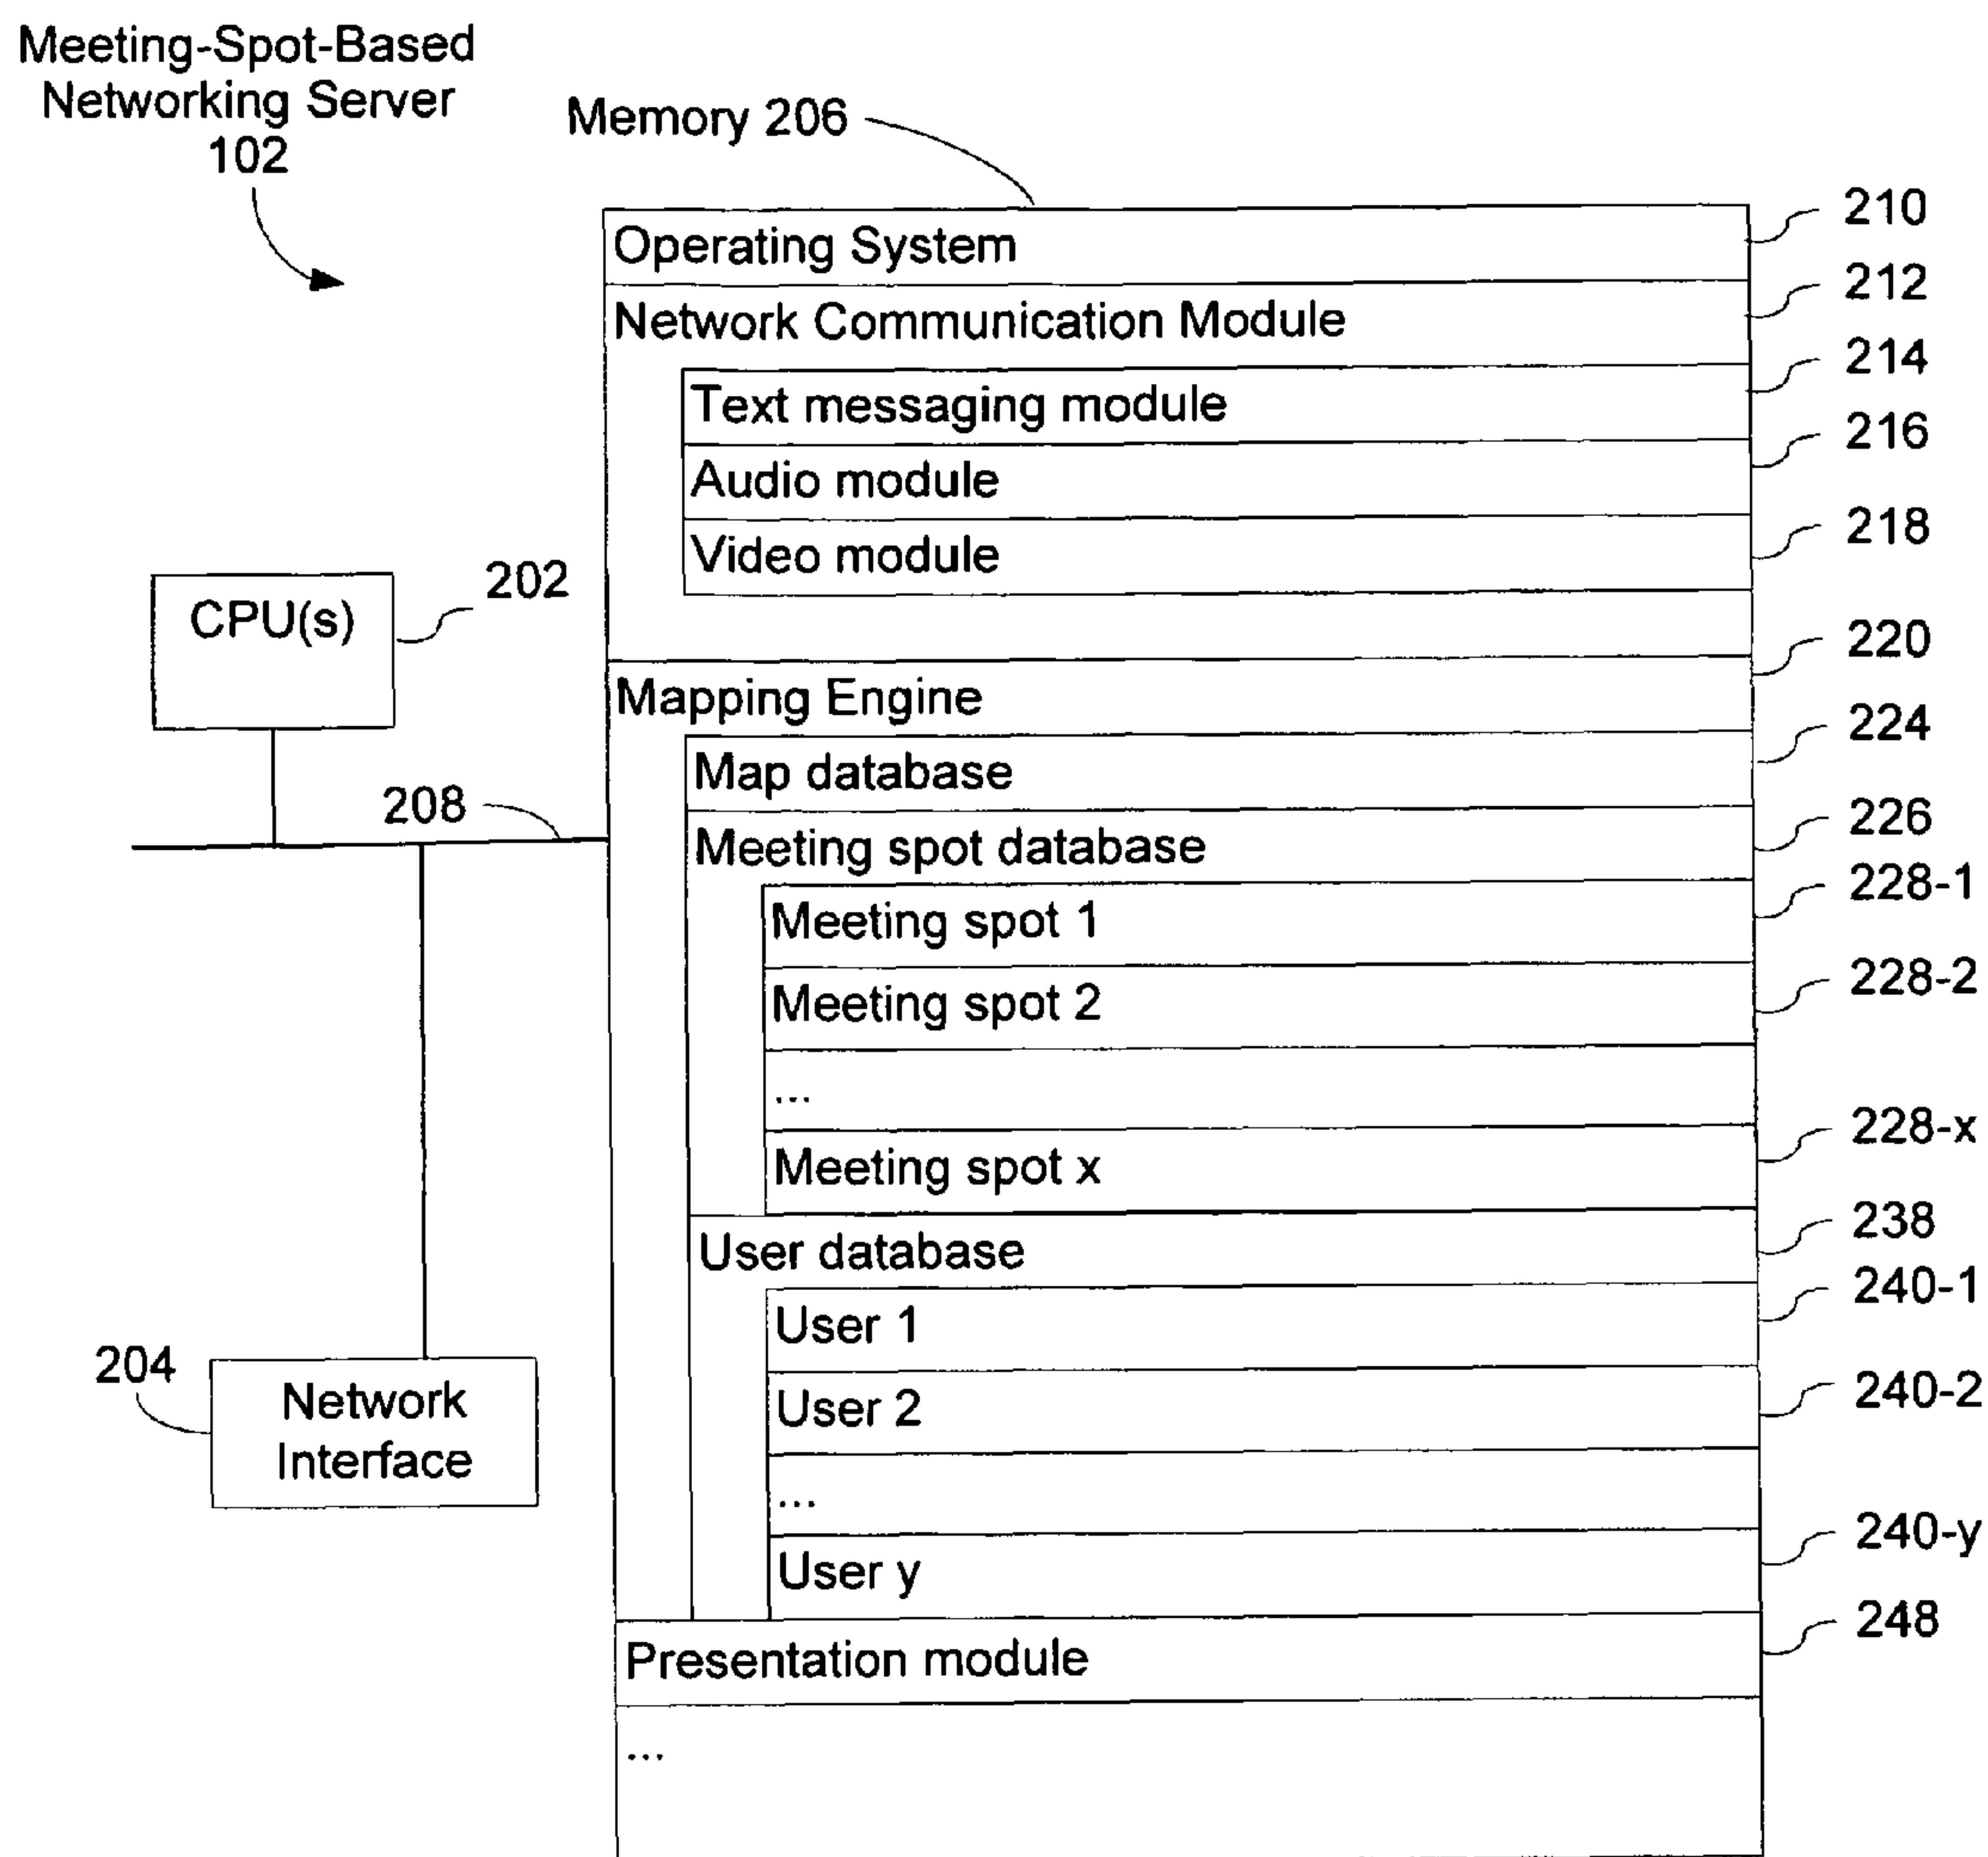 Meeting-Spot-Based
Networking Server
102
Memory 206
Operating System
210
Network Communication Module
212
Text messaging module
214
Audio module
216
Video module
218
CPU(s)
202
Mapping Engine
220
Map database
224
208
Meeting spot database
226
Meeting spot 1
228-1
Meeting spot 2
228-2
...
Meeting spot x
228-x
User database
238
User 1
240-1
204
Network
Interface
User 2
240-2
...
User y
240-y
Presentation module
248
...